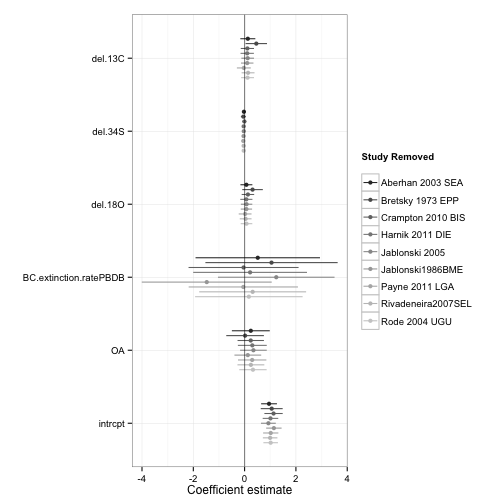 del.13C
del.34S
del.18O
BC.extinction.ratePBDB
OA
intrcpt
-4 -2 0 2 4
Coefficient estimate
Study Removed
Aberhan 2003 SEA
Bretsky 1973 EPP
Crampton 2010 BIS
Harnik 2011 DIE
Jablonski 2005
Jablonski1986BME
Payne 2011 LGA
Rivadeneira2007SEL
Rode 2004 UGU